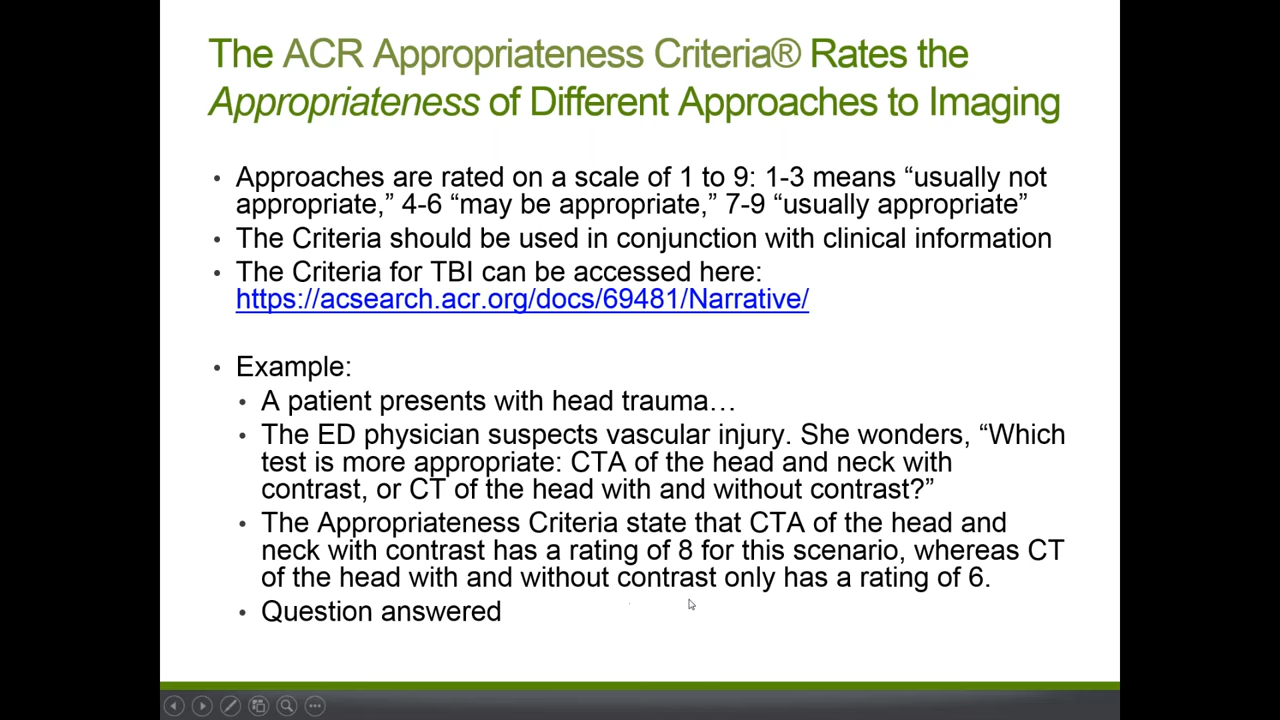 The ACR Appropriateness Criteria® Rates the
Appropriateness of Different Approaches to Imaging
• Approaches are rated on a scale of 1 to 9: 1-3 means “usually not
appropriate,” 4-6 “may be appropriate,” 7-9 “usually appropriate”
• The Criteria should be used in conjunction with clinical information
• The Criteria for TBI can be accessed here:
https://acsearch.acr.org/docs/69481/Narrative/
• Example:
• A patient presents with head trauma…
• The ED physician suspects vascular injury. She wonders, “Which
test is more appropriate: CTA of the head and neck with
contrast, or CT of the head with and without contrast?”
• The Appropriateness Criteria state that CTA of the head and
neck with contrast has a rating of 8 for this scenario, whereas CT
of the head with and without contrast only has a rating of 6.
• Question answered